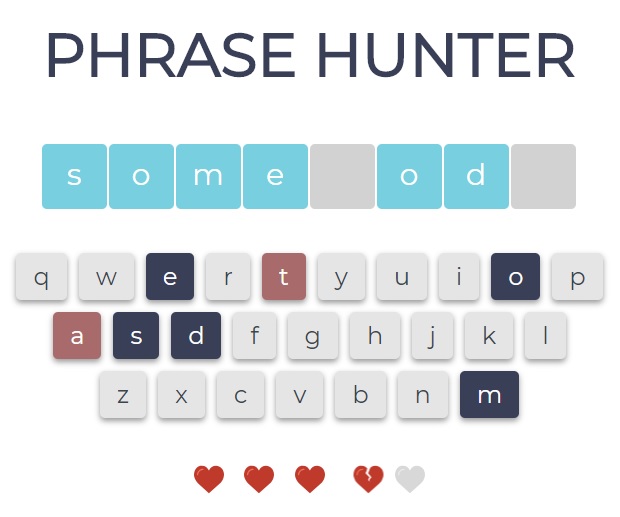 PHRASE HUNTER
s o m e o d
q w e r t y u i o p
a s d f g h j k l
z x c v b n m